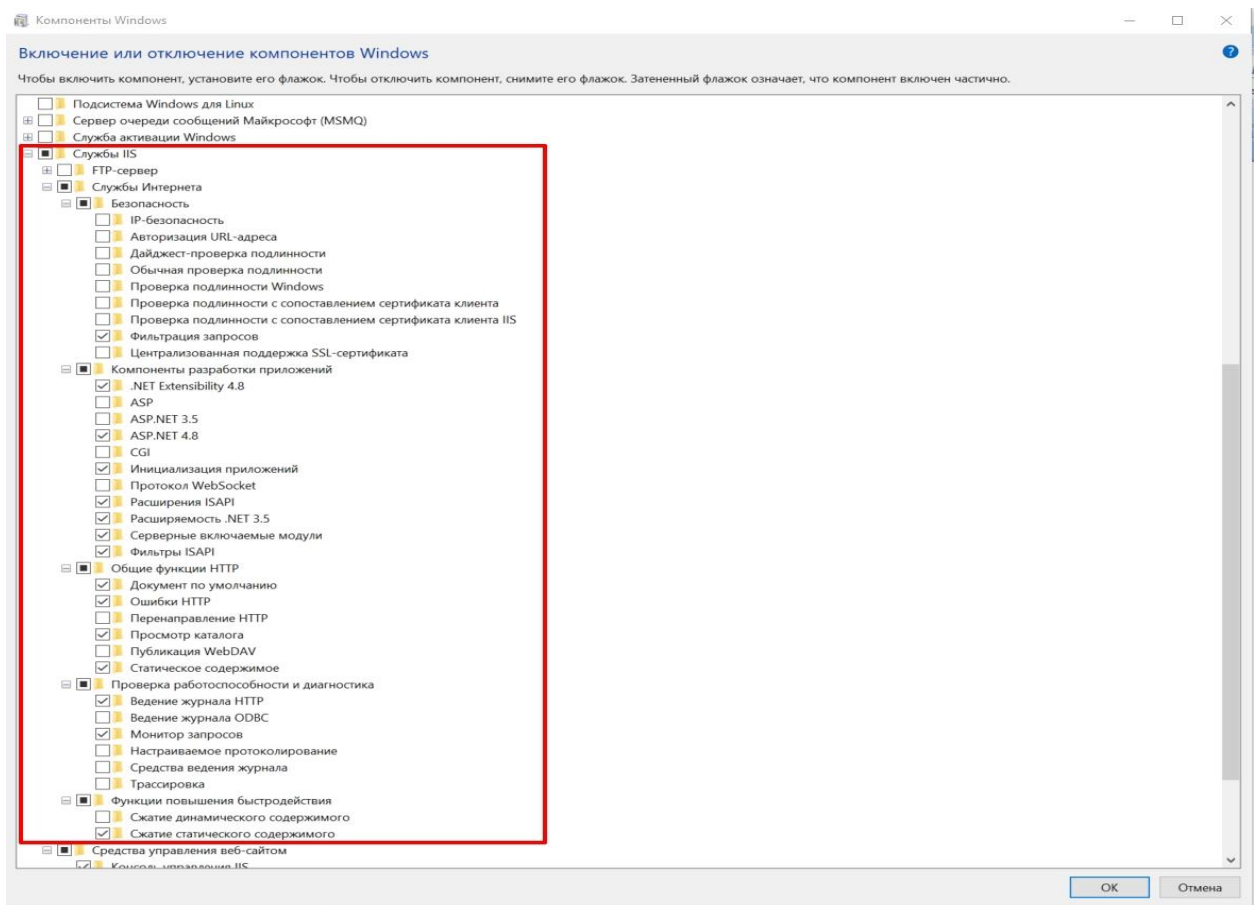 Компоненты Windows
Включение или отключение компонентов Windows
Чтобы включить компонент, установите его флажок. Чтобы отключить компонент, снимите его флажок. Затененный флажок означает, что компонент включен частично.
Подсистема Windows для Linux
Сервер очереди сообщений Майкрософт (MSMQ)
Служба активации Windows
Службы IIS
FTP-сервер
Службы Интернета
Безопасность
IP-безопасность
Авторизация URL-адреса
Дайджест-проверка подлинности
Обычная проверка подлинности
Проверка подлинности Windows
Проверка подлинности с сопоставлением сертификата клиента
Проверка подлинности с сопоставлением сертификата клиента IIS
Фильтрация запросов
Централизованная поддержка SSL-сертификата
Компоненты разработки приложений
.NET Extensibility 4.8
ASP
ASP.NET 3.5
ASP.NET 4.8
CGI
Инициализация приложений
Протокол WebSocket
Расширения ISAPI
Расширяемость .NET 3.5
Серверные включаемые модули
Фильтры ISAPI
Общие функции HTTP
Документ по умолчанию
Ошибки HTTP
Перенаправление HTTP
Просмотр каталога
Публикация WebDAV
Статическое содержимое
Проверка работоспособности и диагностика
Ведение журнала HTTP
Ведение журнала ODBC
Монитор запросов
Настраиваемое протоколирование
Средства ведения журнала
Трассировка
Функции повышения быстродействия
Сжатие динамического содержимого
Сжатие статического содержимого
Средства управления веб-сайтом
Консоль управления IIS
ОК
Отмена